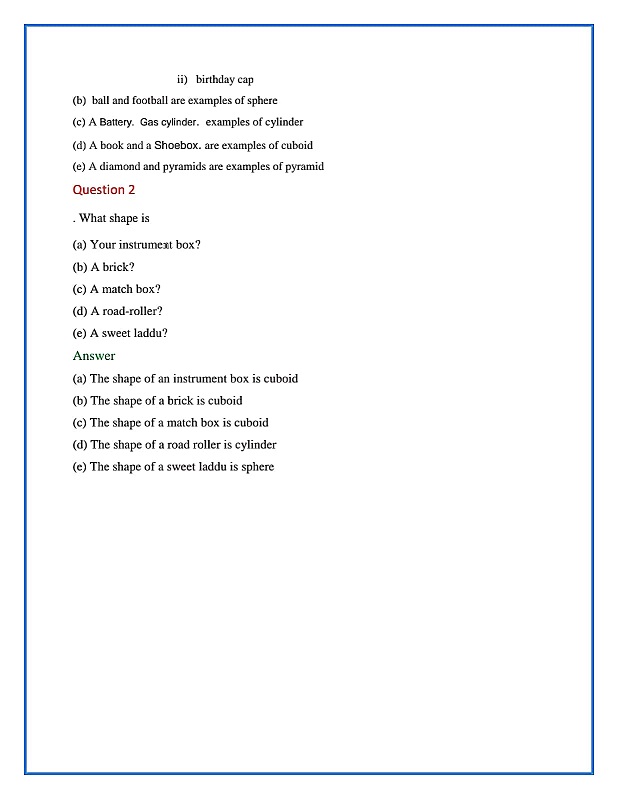 ii) birthday cap
(b) ball and football are examples of sphere
(c) A Battery. Gas cylinder. examples of cylinder
(d) A book and a Shoebox. are examples of cuboid
(e) A diamond and pyramids are examples of pyramid
Question 2
. What shape is
(a) Your instrument box?
(b) A brick?
(c) A match box?
(d) A road-roller?
(e) A sweet laddu?
Answer
(a) The shape of an instrument box is cuboid
(b) The shape of a brick is cuboid
(c) The shape of a match box is cuboid
(d) The shape of a road roller is cylinder
(e) The shape of a sweet laddu is sphere